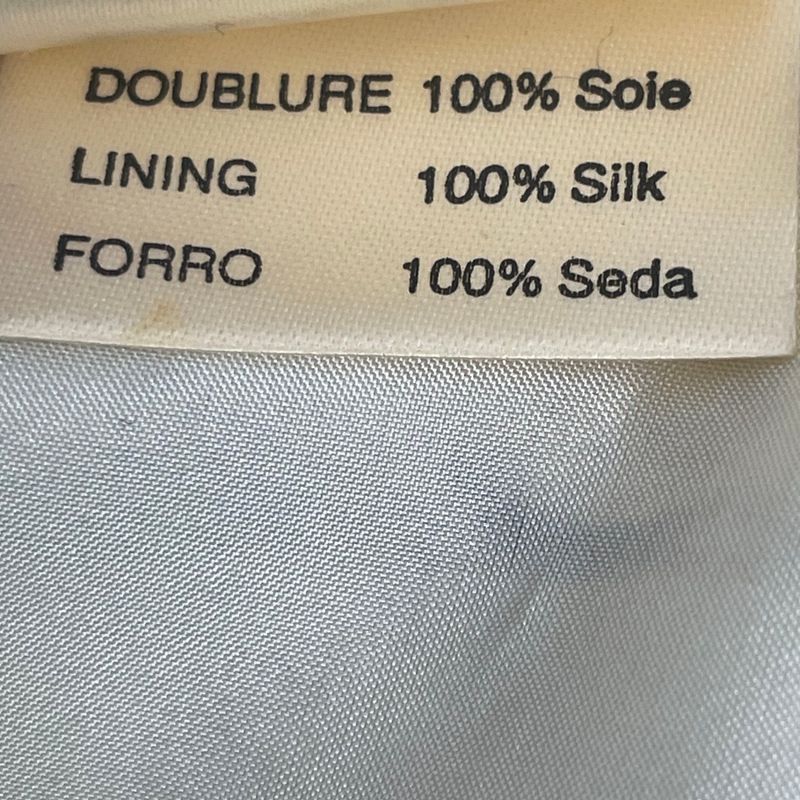 DOUBLURE 100% Soie
LINING 100% Silk
FORRO 100% Seda